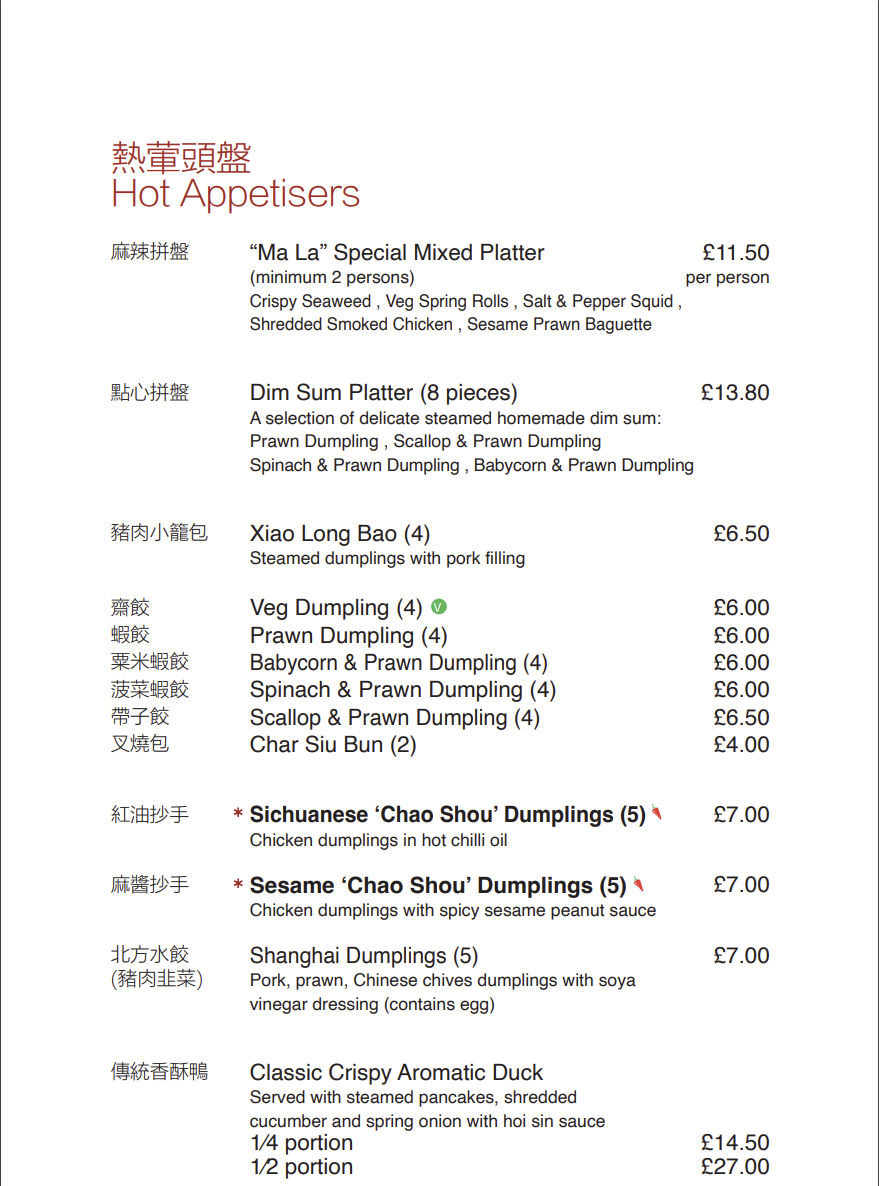 熱葷頭盤
Hot Appetisers
麻辣拼盤 “Ma La” Special Mixed Platter £11.50
(minimum 2 persons) per person
Crispy Seaweed , Veg Spring Rolls , Salt & Pepper Squid ,
Shredded Smoked Chicken , Sesame Prawn Baguette
點心拼盤 Dim Sum Platter (8 pieces) £13.80
A selection of delicate steamed homemade dim sum:
Prawn Dumpling , Scallop & Prawn Dumpling
Spinach & Prawn Dumpling , Babycorn & Prawn Dumpling
豬肉小籠包 Xiao Long Bao (4) £6.50
Steamed dumplings with pork filling
齋餃 Veg Dumpling (4) V £6.00
蝦餃 Prawn Dumpling (4) £6.00
粟米蝦餃 Babycorn & Prawn Dumpling (4) £6.00
菠菜蝦餃 Spinach & Prawn Dumpling (4) £6.00
帶子餃 Scallop & Prawn Dumpling (4) £6.50
叉燒包 Char Siu Bun (2) £4.00
紅油抄手 * Sichuanese ‘Chao Shou’ Dumplings (5) £7.00
Chicken dumplings in hot chilli oil
麻醬抄手 * Sesame ‘Chao Shou’ Dumplings (5) £7.00
Chicken dumplings with spicy sesame peanut sauce
北方水餃 Shanghai Dumplings (5) £7.00
(豬肉韭菜) Pork, prawn, Chinese chives dumplings with soya
vinegar dressing (contains egg)
傳統香酥鴨 Classic Crispy Aromatic Duck
Served with steamed pancakes, shredded
cucumber and spring onion with hoi sin sauce
1/4 portion £14.50
1/2 portion £27.00